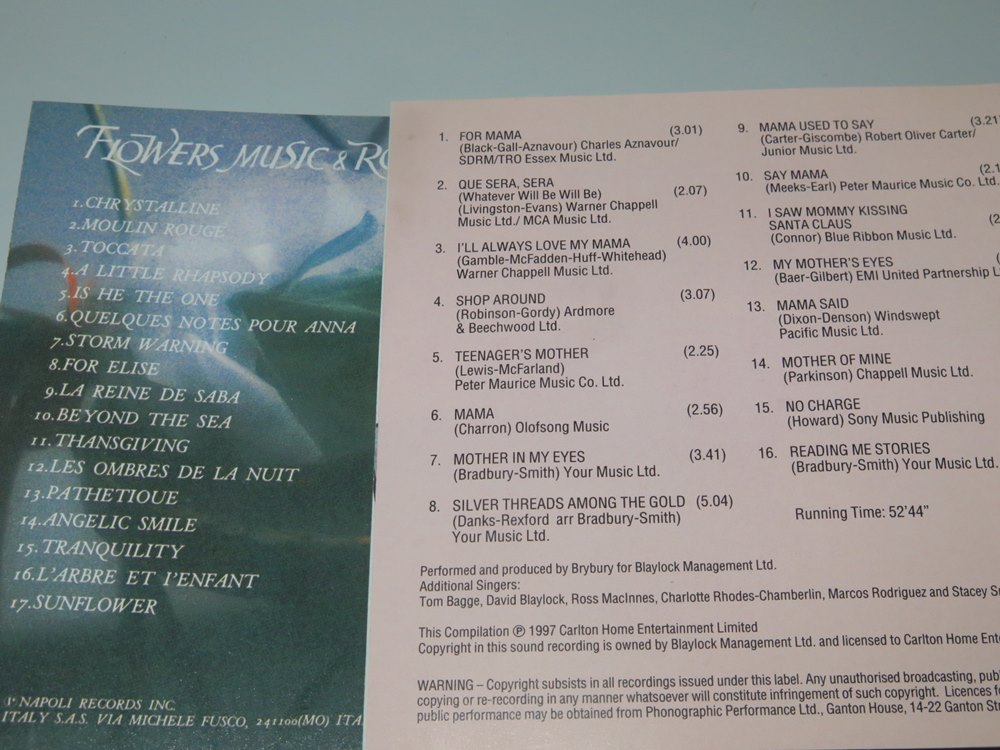 FLOWERS MUSIC & RO
1.CHRYSTALLINE
2.MOULIN ROUGE
3.TOCCATA
4.A LITTLE RHAPSODY
5.IS HE THE ONE
6.QUELQUES NOTES POUR ANNA
7.STORM WARNING
8.FOR ELISE
9.LA REINE DE SABA
10.BEYOND THE SEA
11.THANSGIVING
12.LES OMBRES DE LA NUIT
13.PATHETIQUE
14.ANGELIC SMILE
15.TRANQUILITY
16.L'ARBRE ET I'ENFANT
17.SUNFLOWER
NAPOLI RECORDS INC.
ITALY S.A.S. VIA MICHELE FUSCO, 241100(MO) ITA
1. FOR MAMA (3.01)
(Black-Gall-Aznavour) Charles Aznavour/
SDRM/TRO Essex Music Ltd.
2. QUE SERA, SERA
(Whatever Will Be Will Be) (2.07)
(Livingston-Evans) Warner Chappell
Music Ltd./ MCA Music Ltd.
3. I'LL ALWAYS LOVE MY MAMA (4.00)
(Gamble-McFadden-Huff-Whitehead)
Warner Chappell Music Ltd.
4. SHOP AROUND (3.07)
(Robinson-Gordy) Ardmore
& Beechwood Ltd.
5. TEENAGER'S MOTHER (2.25)
(Lewis-McFarland)
Peter Maurice Music Co. Ltd.
6. MAMA (2.56)
(Charron) Olofsong Music
7. MOTHER IN MY EYES (3.41)
(Bradbury-Smith) Your Music Ltd.
8. SILVER THREADS AMONG THE GOLD (5.04)
(Danks-Rexford arr Bradbury-Smith)
Your Music Ltd.
9. MAMA USED TO SAY (3.21)
(Carter-Giscombe) Robert Oliver Carter/
Junior Music Ltd.
10. SAY MAMA (2.1
(Meeks-Earl) Peter Maurice Music Co. Ltd.
11. I SAW MOMMY KISSING
SANTA CLAUS (2
(Connor) Blue Ribbon Music Ltd.
12. MY MOTHER'S EYES (
(Baer-Gilbert) EMI United Partnership L
13. MAMA SAID
(Dixon-Denson) Windswept
Pacific Music Ltd.
14. MOTHER OF MINE
(Parkinson) Chappell Music Ltd.
15. NO CHARGE
(Howard) Sony Music Publishing
16. READING ME STORIES
(Bradbury-Smith) Your Music Ltd.
Running Time: 52'44"
Performed and produced by Brybury for Blaylock Management Ltd.
Additional Singers:
Tom Bagge, David Blaylock, Ross MacInnes, Charlotte Rhodes-Chamberlin, Marcos Rodriguez and Stacey S
This Compilation ℗ 1997 Carlton Home Entertainment Limited
Copyright in this sound recording is owned by Blaylock Management Ltd. and licensed to Carlton Home Ente
WARNING – Copyright subsists in all recordings issued under this label. Any unauthorised broadcasting, pub
copying or re-recording in any manner whatsoever will constitute infringement of such copyright. Licences f
public performance may be obtained from Phonographic Performance Ltd., Ganton House, 14-22 Ganton St